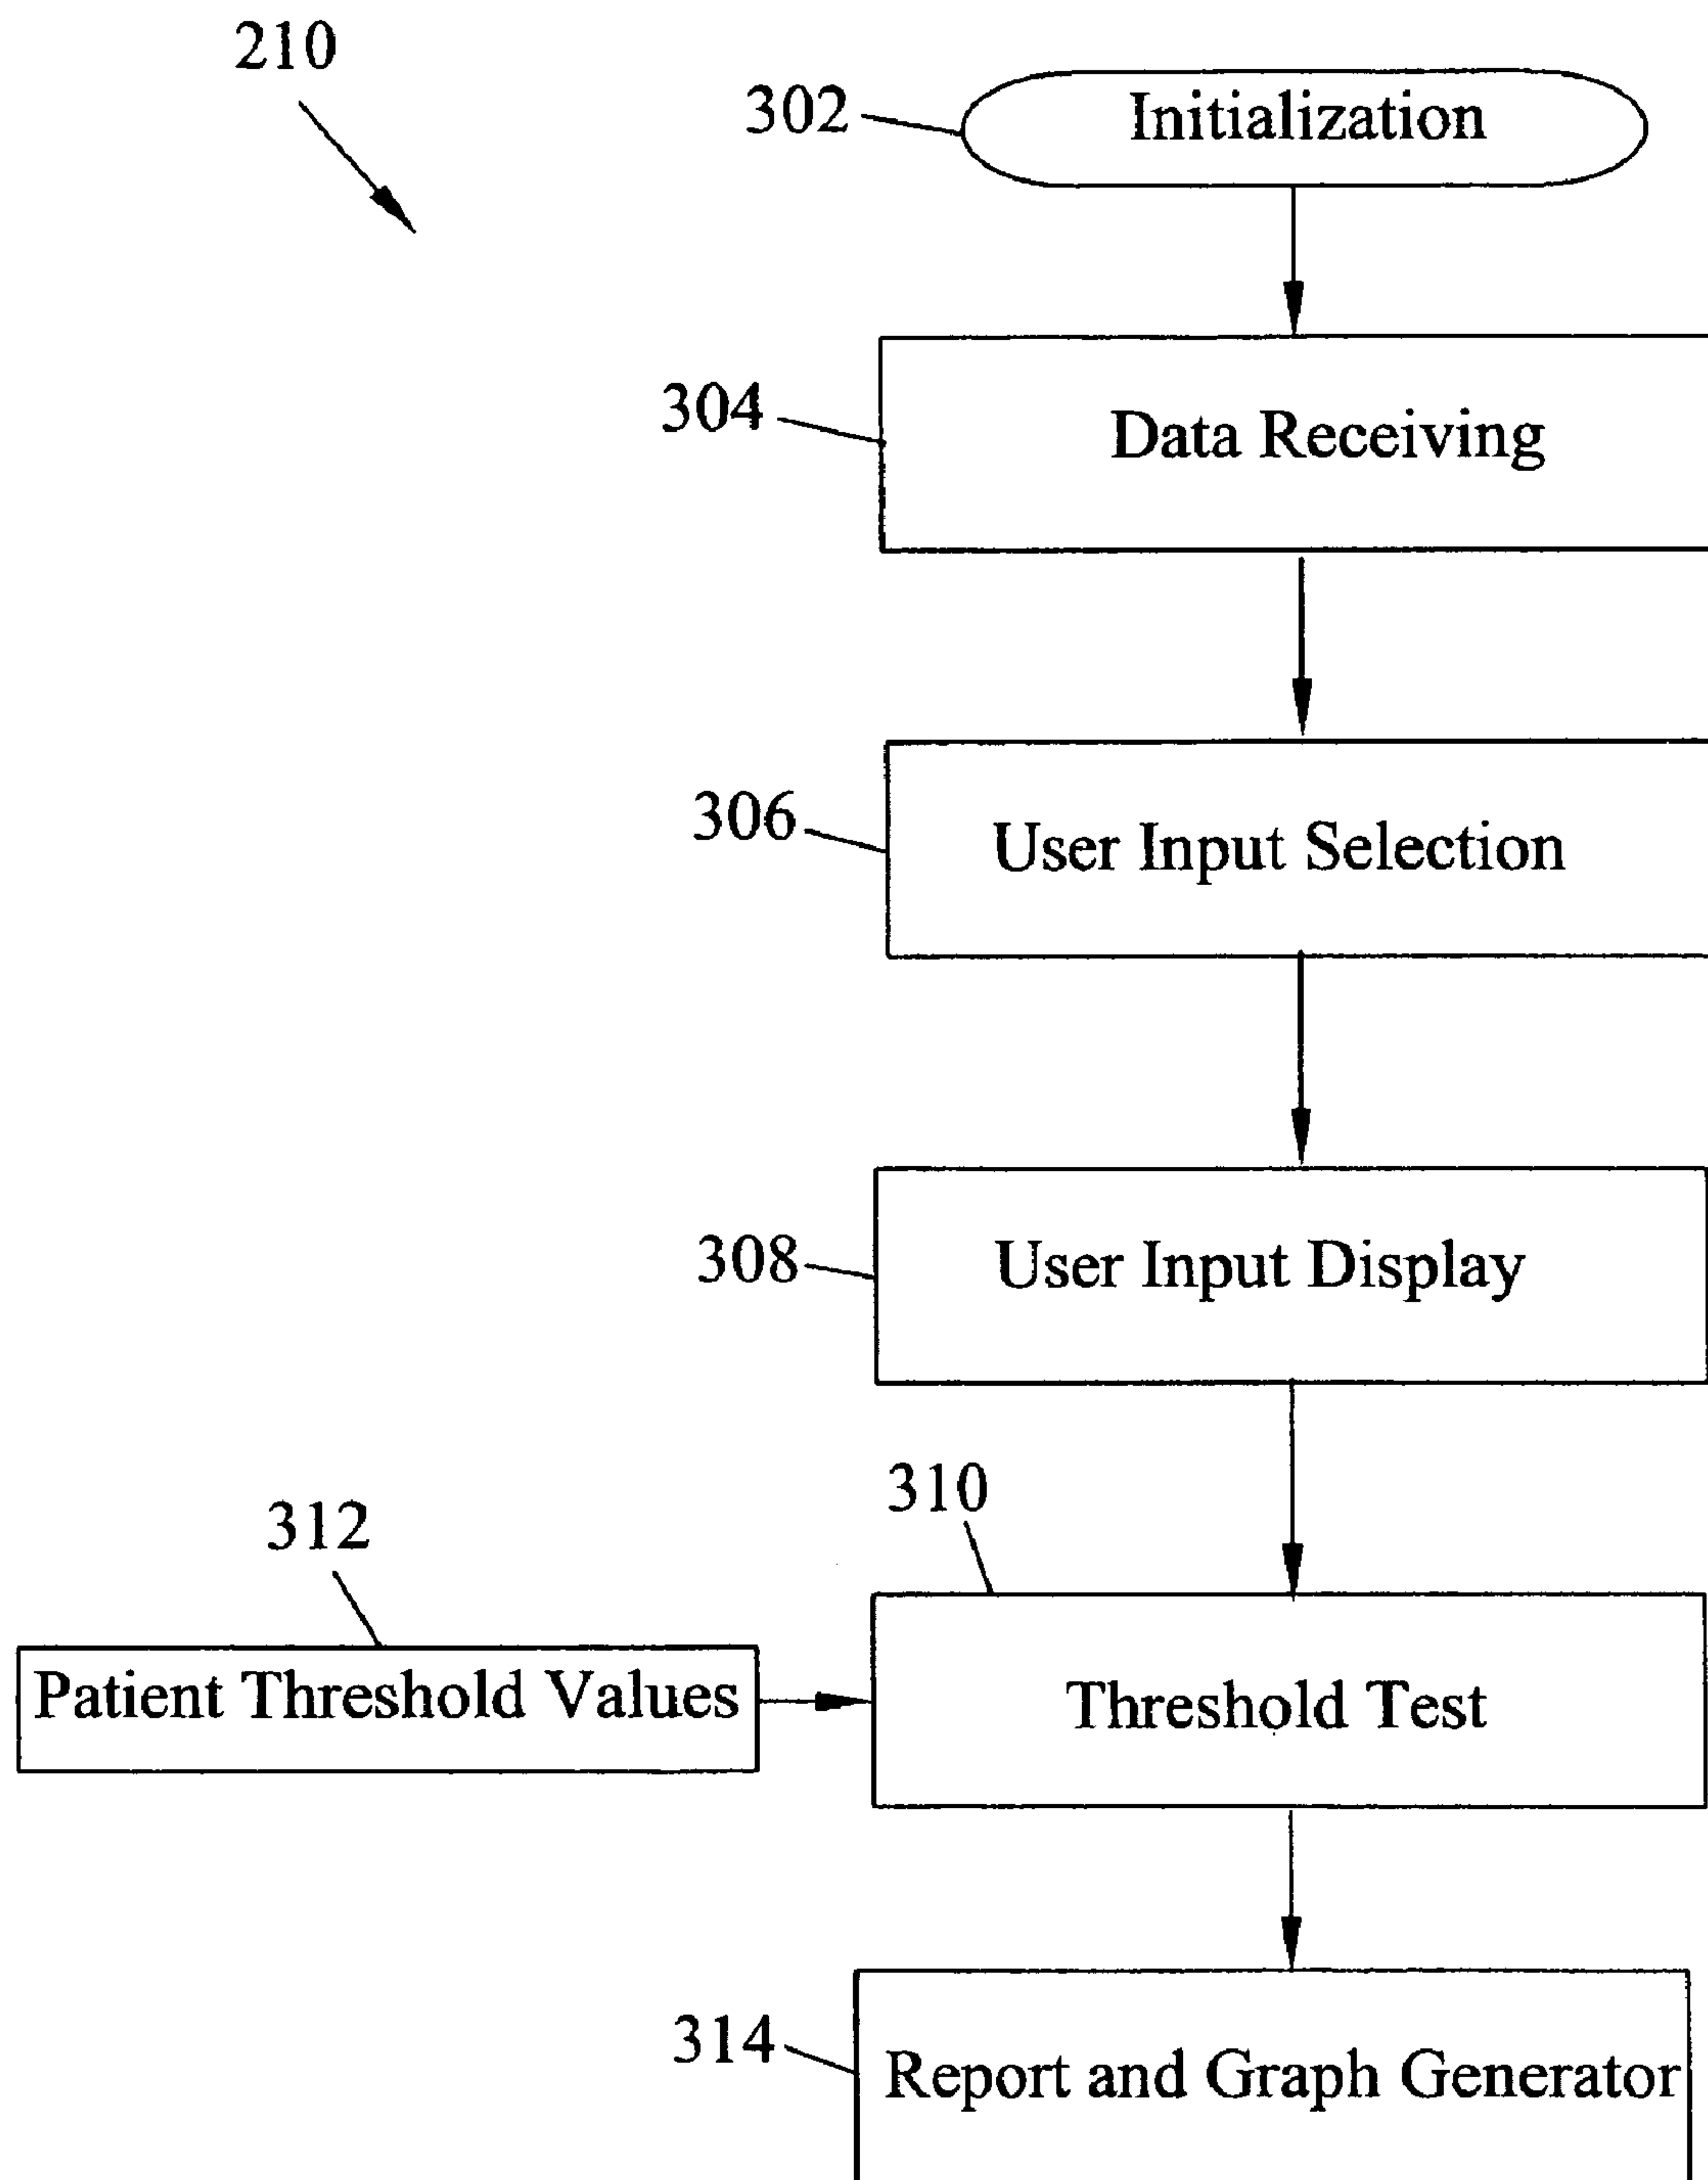 210
302
Initialization
304
Data Receiving
306
User Input Selection
308
User Input Display
310
312
Patient Threshold Values
Threshold Test
314
Report and Graph Generator